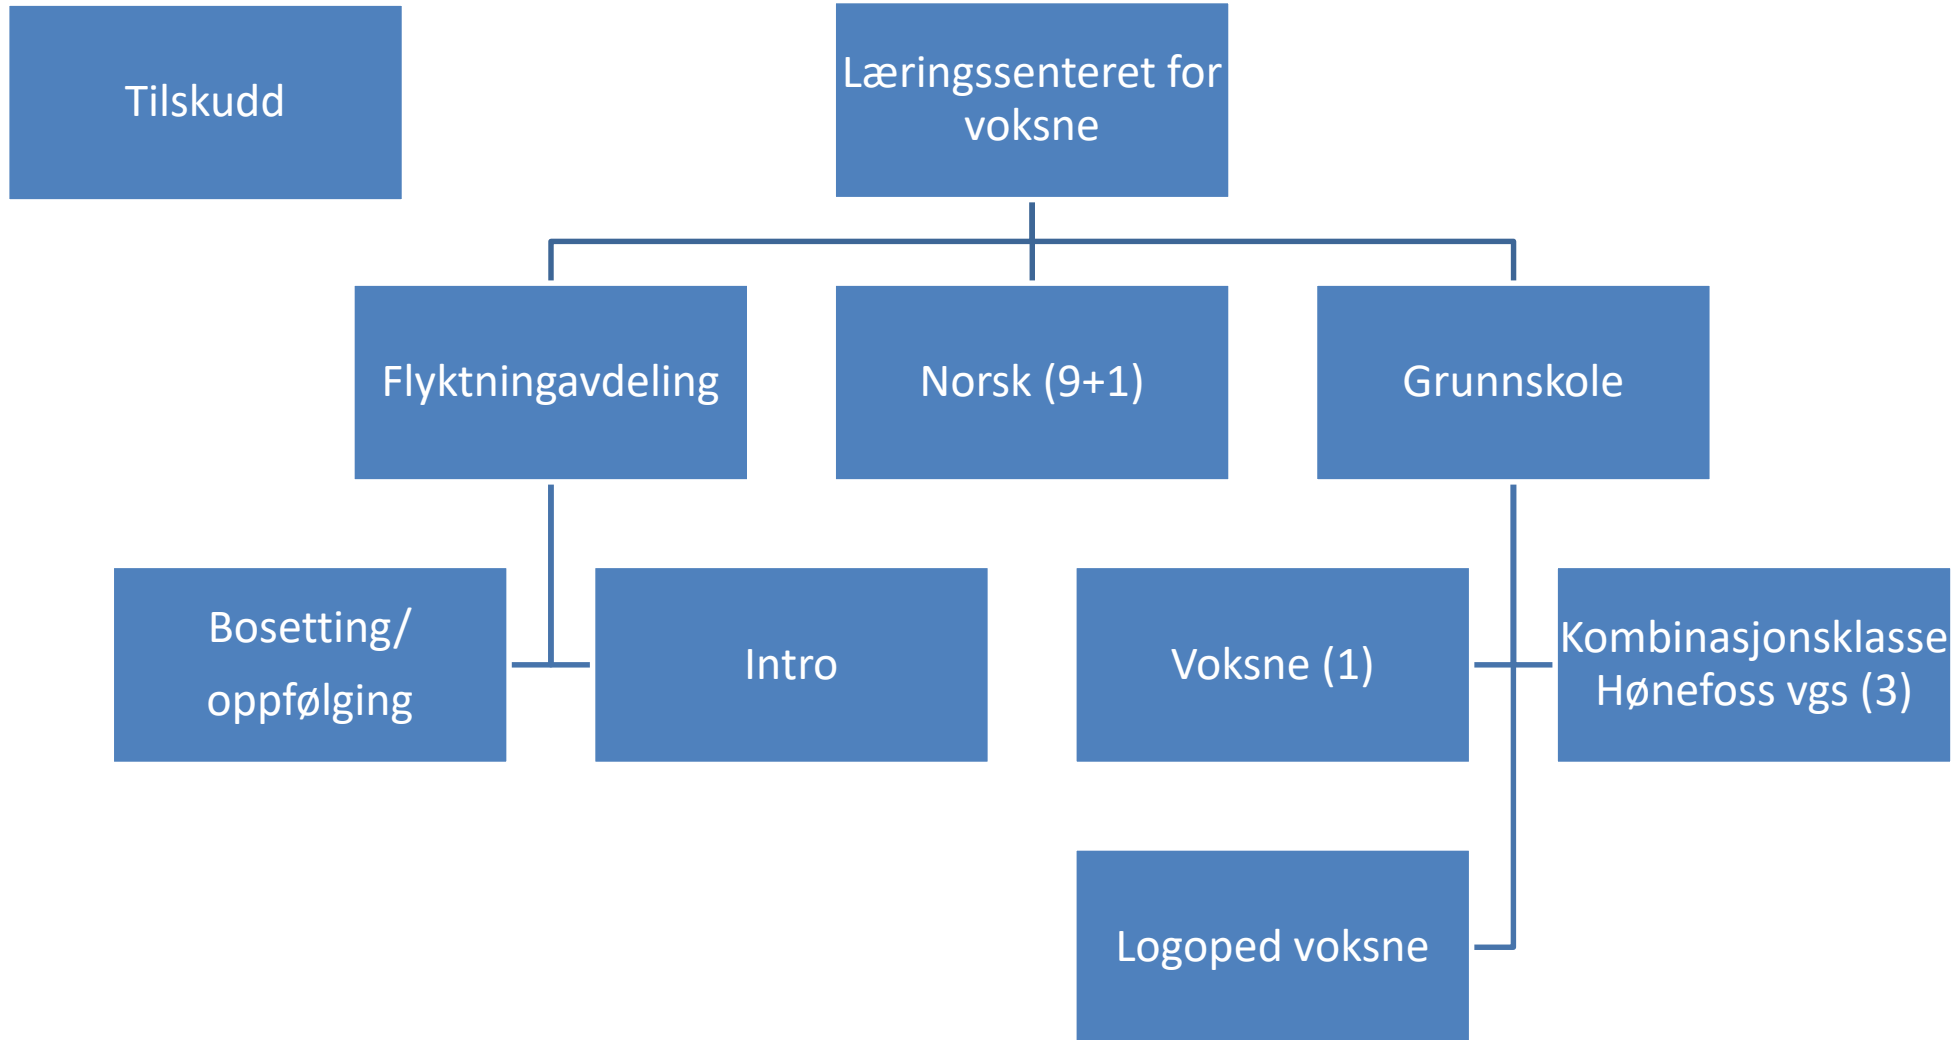 Tilskudd
Læringssenteret for
voksne
Flyktningavdeling
Norsk (9+1)
Grunnskole
Bosetting/
oppfølging
Intro
Voksne (1)
Kombinasjonsklasse
Hønefoss vgs (3)
Logoped voksne